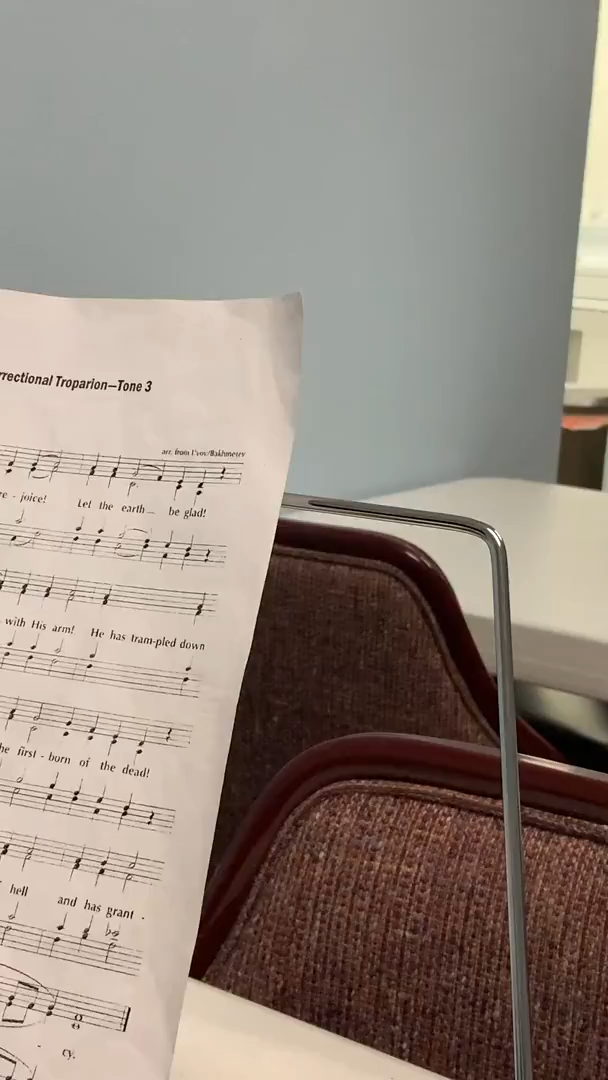 rrectional Troparion—Tone 3
arr. from L'vov/Bakhmetev
re - joice! Let the earth be glad!
with His arm! He has tram-pled down
he first - born of the dead!
hell and has grant -
- cy.